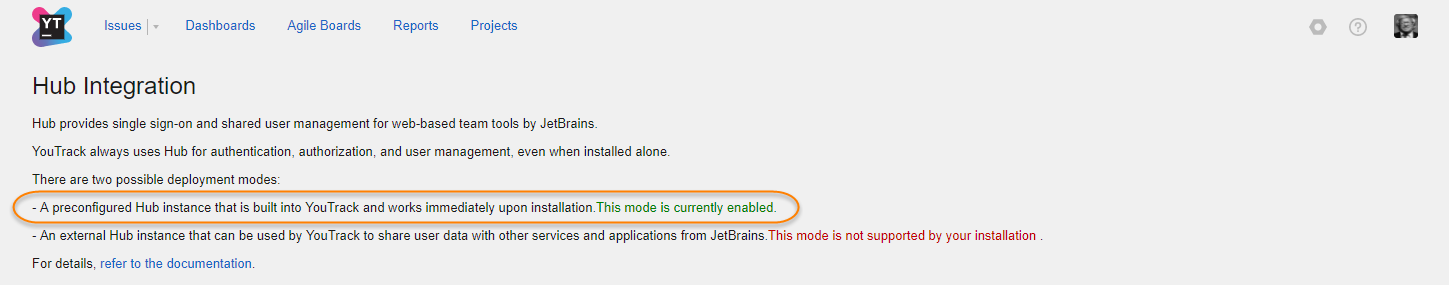 YT
Issues Dashboards Agile Boards Reports Projects
Hub Integration
Hub provides single sign-on and shared user management for web-based team tools by JetBrains.
YouTrack always uses Hub for authentication, authorization, and user management, even when installed alone.
There are two possible deployment modes:
- A preconfigured Hub instance that is built into YouTrack and works immediately upon installation.This mode is currently enabled.
- An external Hub instance that can be used by YouTrack to share user data with other services and applications from JetBrains.This mode is not supported by your installation .
For details, refer to the documentation.